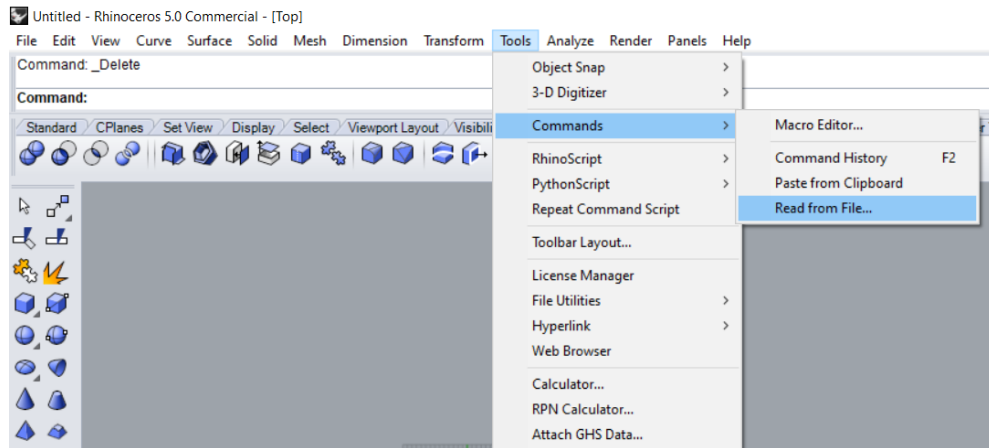 Untitled - Rhinoceros 5.0 Commercial - [Top]
File Edit View Curve Surface Solid Mesh Dimension Transform Tools Analyze Render Panels Help
Command: _Delete
Command:
Standard CPlanes Set View Display Select Viewport Layout Visibili
Object Snap
3-D Digitizer
Commands
RhinoScript
PythonScript
Repeat Command Script
Toolbar Layout...
License Manager
File Utilities
Hyperlink
Web Browser
Calculator...
RPN Calculator...
Attach GHS Data...
Macro Editor...
Command History F2
Paste from Clipboard
Read from File...